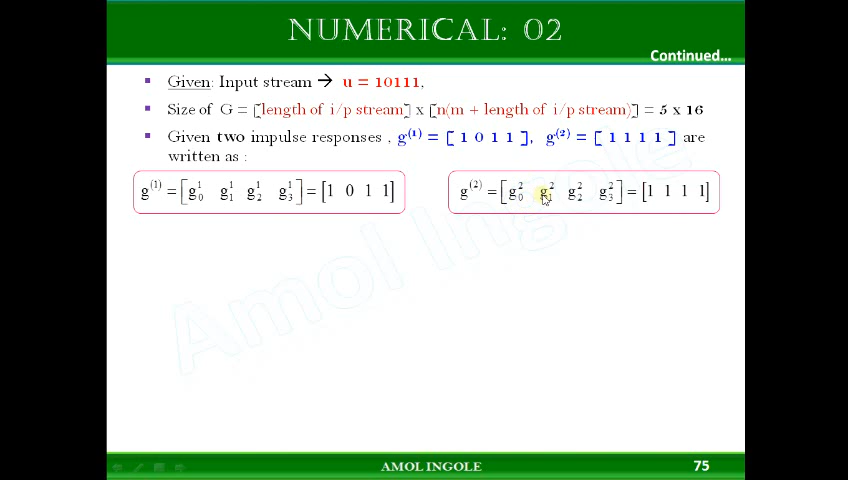 NUMERICAL: 02
Continued...
Given: Input stream → u = 10111,
Size of G = [length of i/p stream] x [n(m + length of i/p stream)] = 5 x 16
Given two impulse responses , g⁽¹⁾ = [ 1 0 1 1 ], g⁽²⁾ = [ 1 1 1 1 ] are
written as :
g⁽¹⁾ = [g₀¹ g₁¹ g₂¹ g₃¹] = [1 0 1 1]
g⁽²⁾ = [g₀² g₁² g₂² g₃²] = [1 1 1 1]
Amol Ingole
Amol Ingole
AMOL INGOLE
75